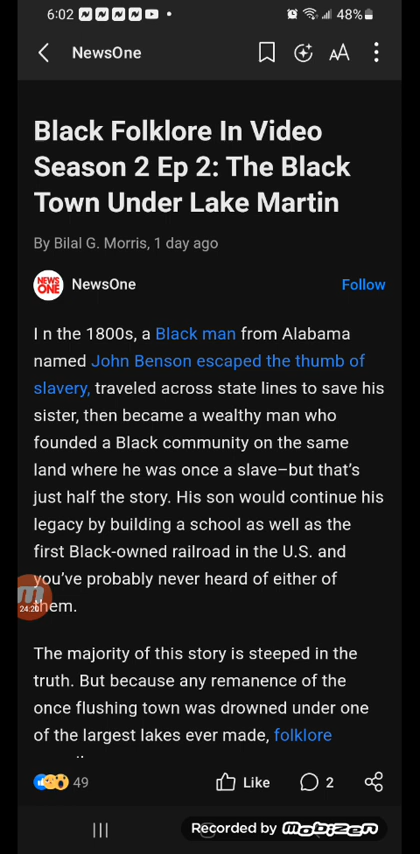 6:02
48%
NewsOne
AA
Black Folklore In Video
Season 2 Ep 2: The Black
Town Under Lake Martin
By Bilal G. Morris, 1 day ago
NEWS
ONE
NewsOne
Follow
I n the 1800s, a Black man from Alabama
named John Benson escaped the thumb of
slavery, traveled across state lines to save his
sister, then became a wealthy man who
founded a Black community on the same
land where he was once a slave–but that's
just half the story. His son would continue his
legacy by building a school as well as the
first Black-owned railroad in the U.S. and
you've probably never heard of either of
them.
24:20
The majority of this story is steeped in the
truth. But because any remanence of the
once flushing town was drowned under one
of the largest lakes ever made, folklore
49
Like
2
Recorded by mobizen